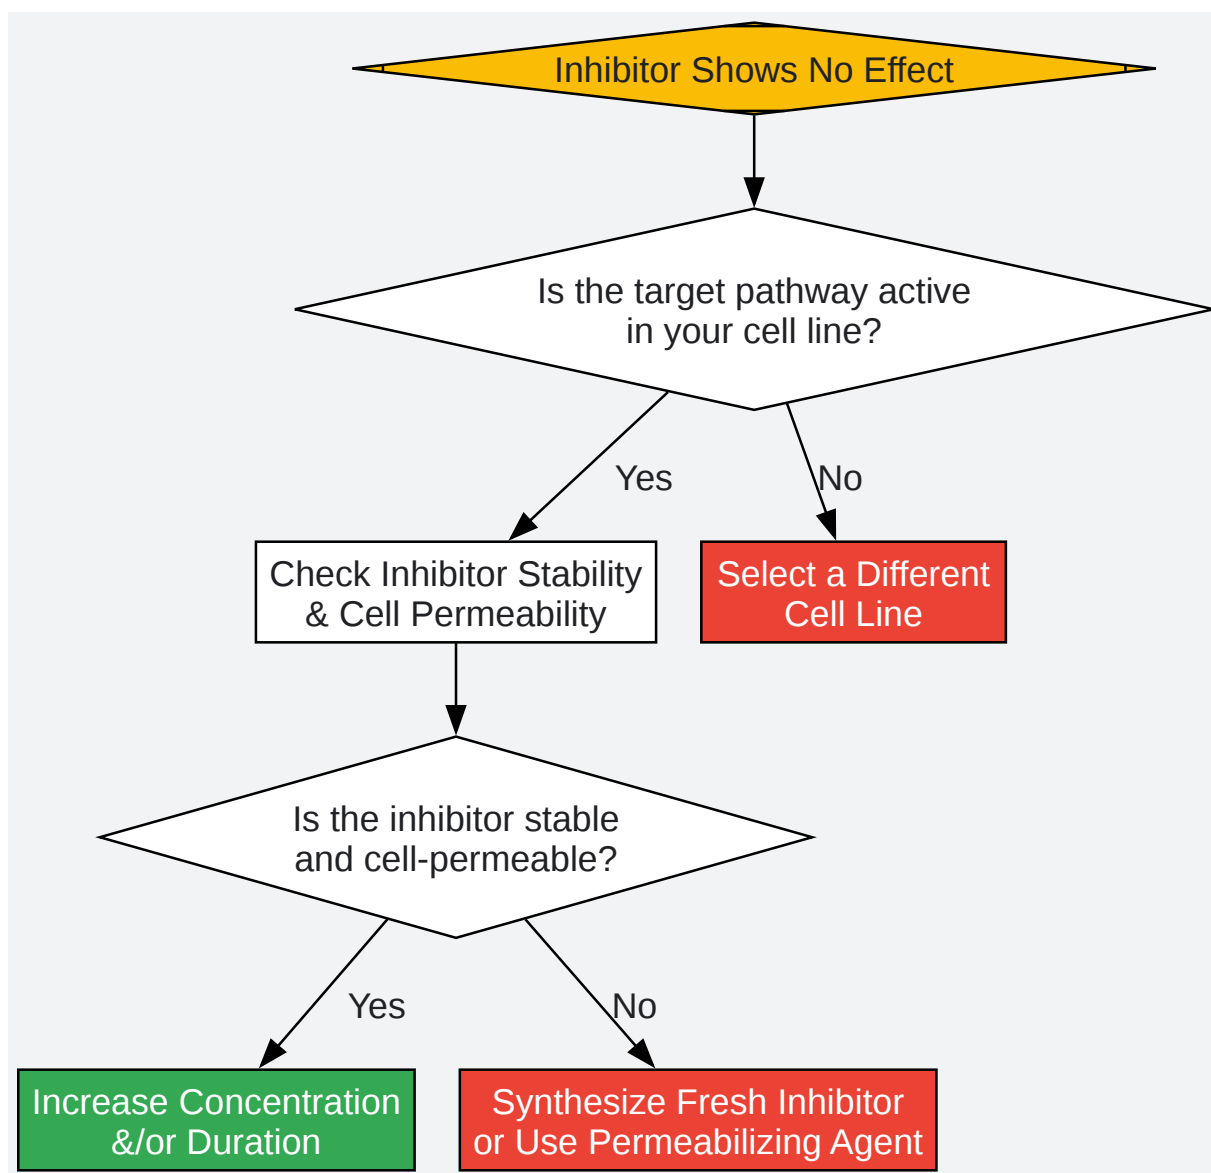 Inhibitor Shows No Effect
Is the target pathway active
in your cell line?
Yes
No
Check Inhibitor Stability
& Cell Permeability
Select a Different
Cell Line
Is the inhibitor stable
and cell-permeable?
Yes
No
Increase Concentration
&/or Duration
Synthesize Fresh Inhibitor
or Use Permeabilizing Agent